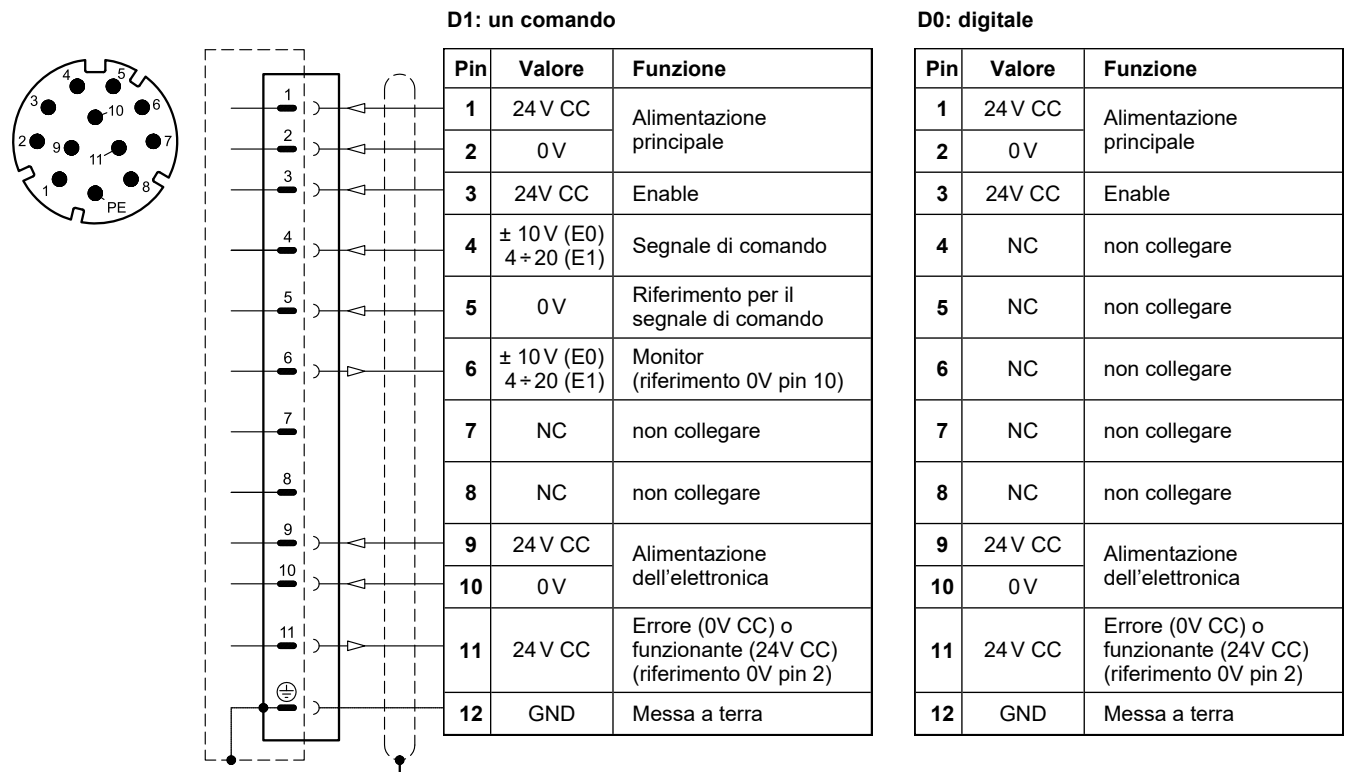 D1: un comando
D0: digitale
4 5
3 10 6
2 9 11 7
1 8
PE
1
2
3
4
5
6
7
8
9
10
11
Pin Valore Funzione
1 24 V CC Alimentazione
principale
2 0 V
3 24V CC Enable
4 ± 10 V (E0)
4 ÷ 20 (E1) Segnale di comando
5 0 V Riferimento per il
segnale di comando
6 ± 10 V (E0)
4 ÷ 20 (E1) Monitor
(riferimento 0V pin 10)
7 NC non collegare
8 NC non collegare
9 24 V CC Alimentazione
dell'elettronica
10 0 V
11 24 V CC Errore (0V CC) o
funzionante (24V CC)
(riferimento 0V pin 2)
12 GND Messa a terra
Pin Valore Funzione
1 24 V CC Alimentazione
principale
2 0 V
3 24V CC Enable
4 NC non collegare
5 NC non collegare
6 NC non collegare
7 NC non collegare
8 NC non collegare
9 24 V CC Alimentazione
dell'elettronica
10 0 V
11 24 V CC Errore (0V CC) o
funzionante (24V CC)
(riferimento 0V pin 2)
12 GND Messa a terra